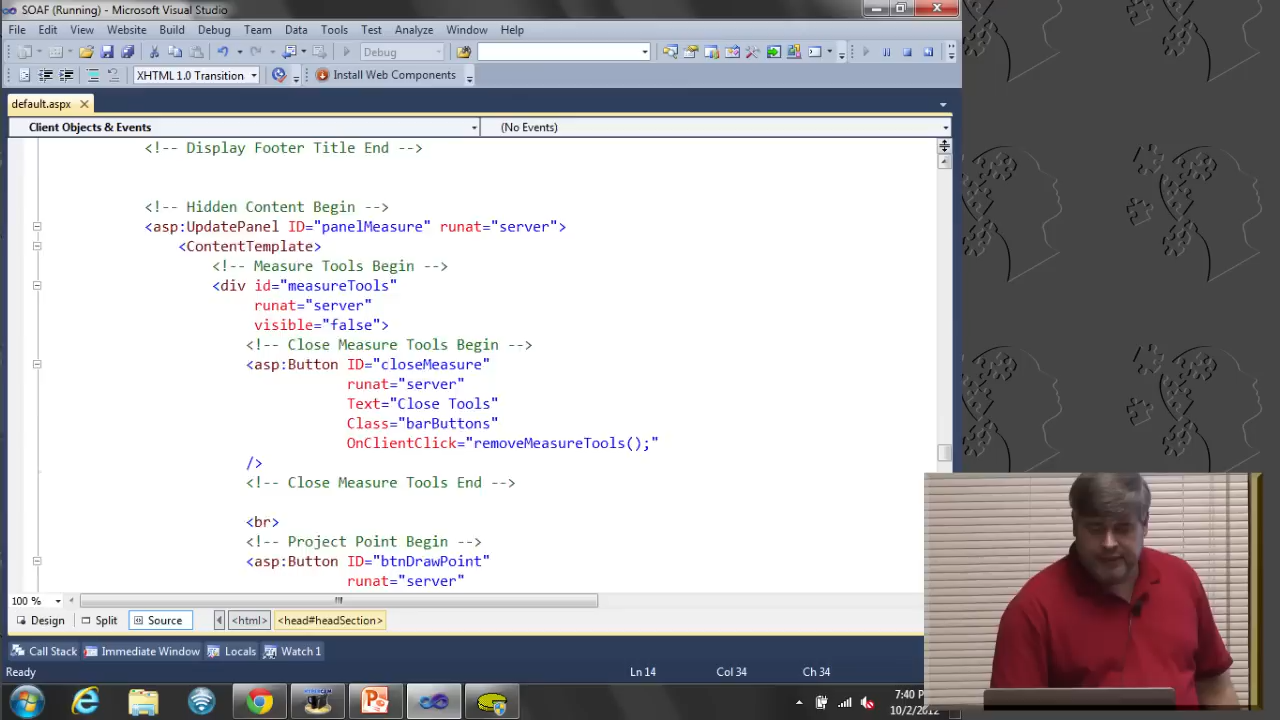 SOAF (Running) - Microsoft Visual Studio
File Edit View Website Build Debug Team Data Tools Test Analyze Window Help
Debug
XHTML 1.0 Transition Install Web Components
default.aspx
Client Objects & Events (No Events)
<!-- Display Footer Title End -->
<!-- Hidden Content Begin -->
<asp:UpdatePanel ID="panelMeasure" runat="server">
<ContentTemplate>
<!-- Measure Tools Begin -->
<div id="measureTools"
runat="server"
visible="false">
<!-- Close Measure Tools Begin -->
<asp:Button ID="closeMeasure"
runat="server"
Text="Close Tools"
Class="barButtons"
OnClientClick="removeMeasureTools();"
/>
<!-- Close Measure Tools End -->
<br>
<!-- Project Point Begin -->
<asp:Button ID="btnDrawPoint"
runat="server"
100 %
Design Split Source <html> <head#headSection>
Call Stack Immediate Window Locals Watch 1
Ready Ln 14 Col 34 Ch 34
7:40 PM
10/2/2012